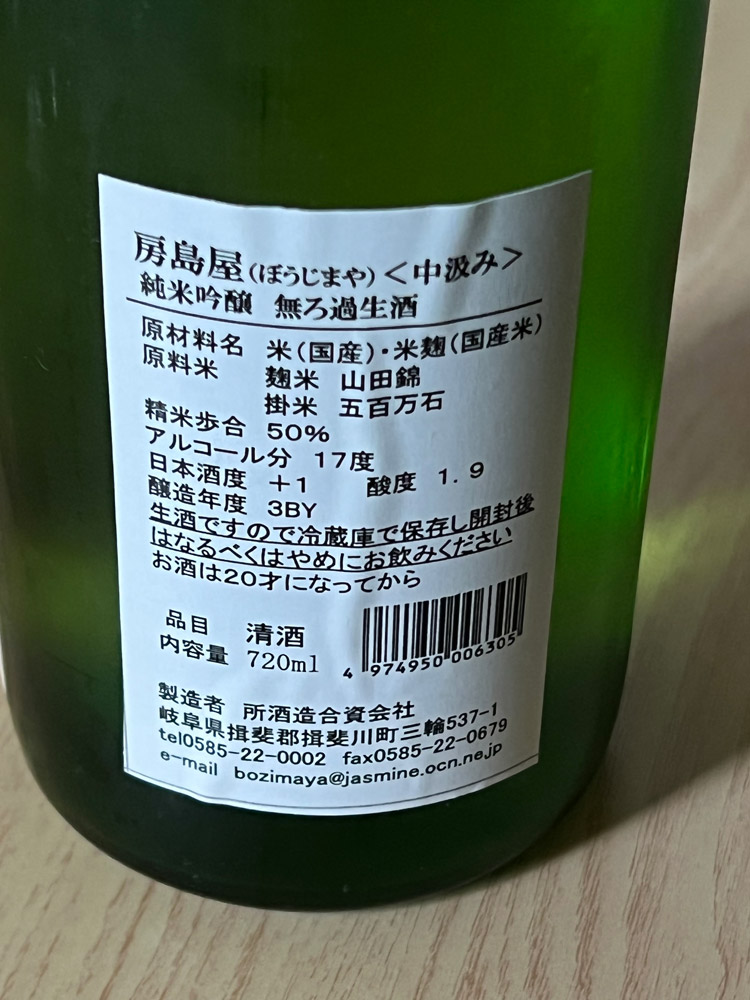 房島屋(ぼうじまや)＜中汲み＞
純米吟醸 無ろ過生酒
原材料名 米(国産)・米麹(国産米)
原料米 麹米 山田錦
掛米 五百万石
精米歩合 50%
アルコール分 17度
日本酒度 +1 酸度 1.9
醸造年度 3BY
生酒ですので冷蔵庫で保存し開封後
はなるべくはやめにお飲みください
お酒は20才になってから
品目 清酒
内容量 720ml
4 974950 006305
製造者 所酒造合資会社
岐阜県揖斐郡揖斐川町三輪537-1
tel0585-22-0002 fax0585-22-0679
e-mail bozimaya@jasmine.ocn.ne.jp